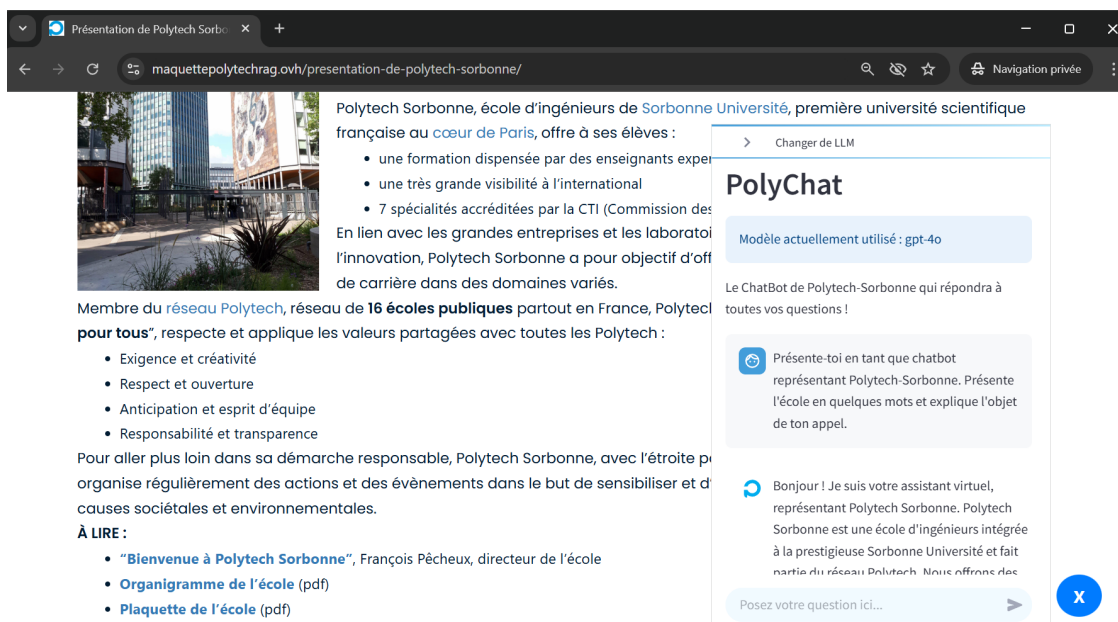 Présentation de Polytech Sorbo
maquettepolytechrag.ovh/presentation-de-polytech-sorbonne/
Navigation privée
Polytech Sorbonne, école d'ingénieurs de Sorbonne Université, première université scientifique
française au cœur de Paris, offre à ses élèves :
• une formation dispensée par des enseignants exper
• une très grande visibilité à l'international
• 7 spécialités accréditées par la CTI (Commission des
En lien avec les grandes entreprises et les laboratoi
l'innovation, Polytech Sorbonne a pour objectif d'off
de carrière dans des domaines variés.
Membre du réseau Polytech, réseau de 16 écoles publiques partout en France, Polytecl
pour tous", respecte et applique les valeurs partagées avec toutes les Polytech :
• Exigence et créativité
• Respect et ouverture
• Anticipation et esprit d'équipe
• Responsabilité et transparence
Pour aller plus loin dans sa démarche responsable, Polytech Sorbonne, avec l'étroite
organise régulièrement des actions et des évènements dans le but de sensibiliser et d'
causes sociétales et environnementales.
À LIRE :
• "Bienvenue à Polytech Sorbonne", François Pêcheux, directeur de l'école
• Organigramme de l'école (pdf)
• Plaquette de l'école (pdf)
Changer de LLM
PolyChat
Modèle actuellement utilisé : gpt-4o
Le ChatBot de Polytech-Sorbonne qui répondra à
toutes vos questions !
Présente-toi en tant que chatbot
représentant Polytech-Sorbonne. Présente
l'école en quelques mots et explique l'objet
de ton appel.
Bonjour ! Je suis votre assistant virtuel,
représentant Polytech Sorbonne. Polytech
Sorbonne est une école d'ingénieurs intégrée
à la prestigieuse Sorbonne Université et fait
partie du réseau Polytech. Nous offrons des
Posez votre question ici...
X